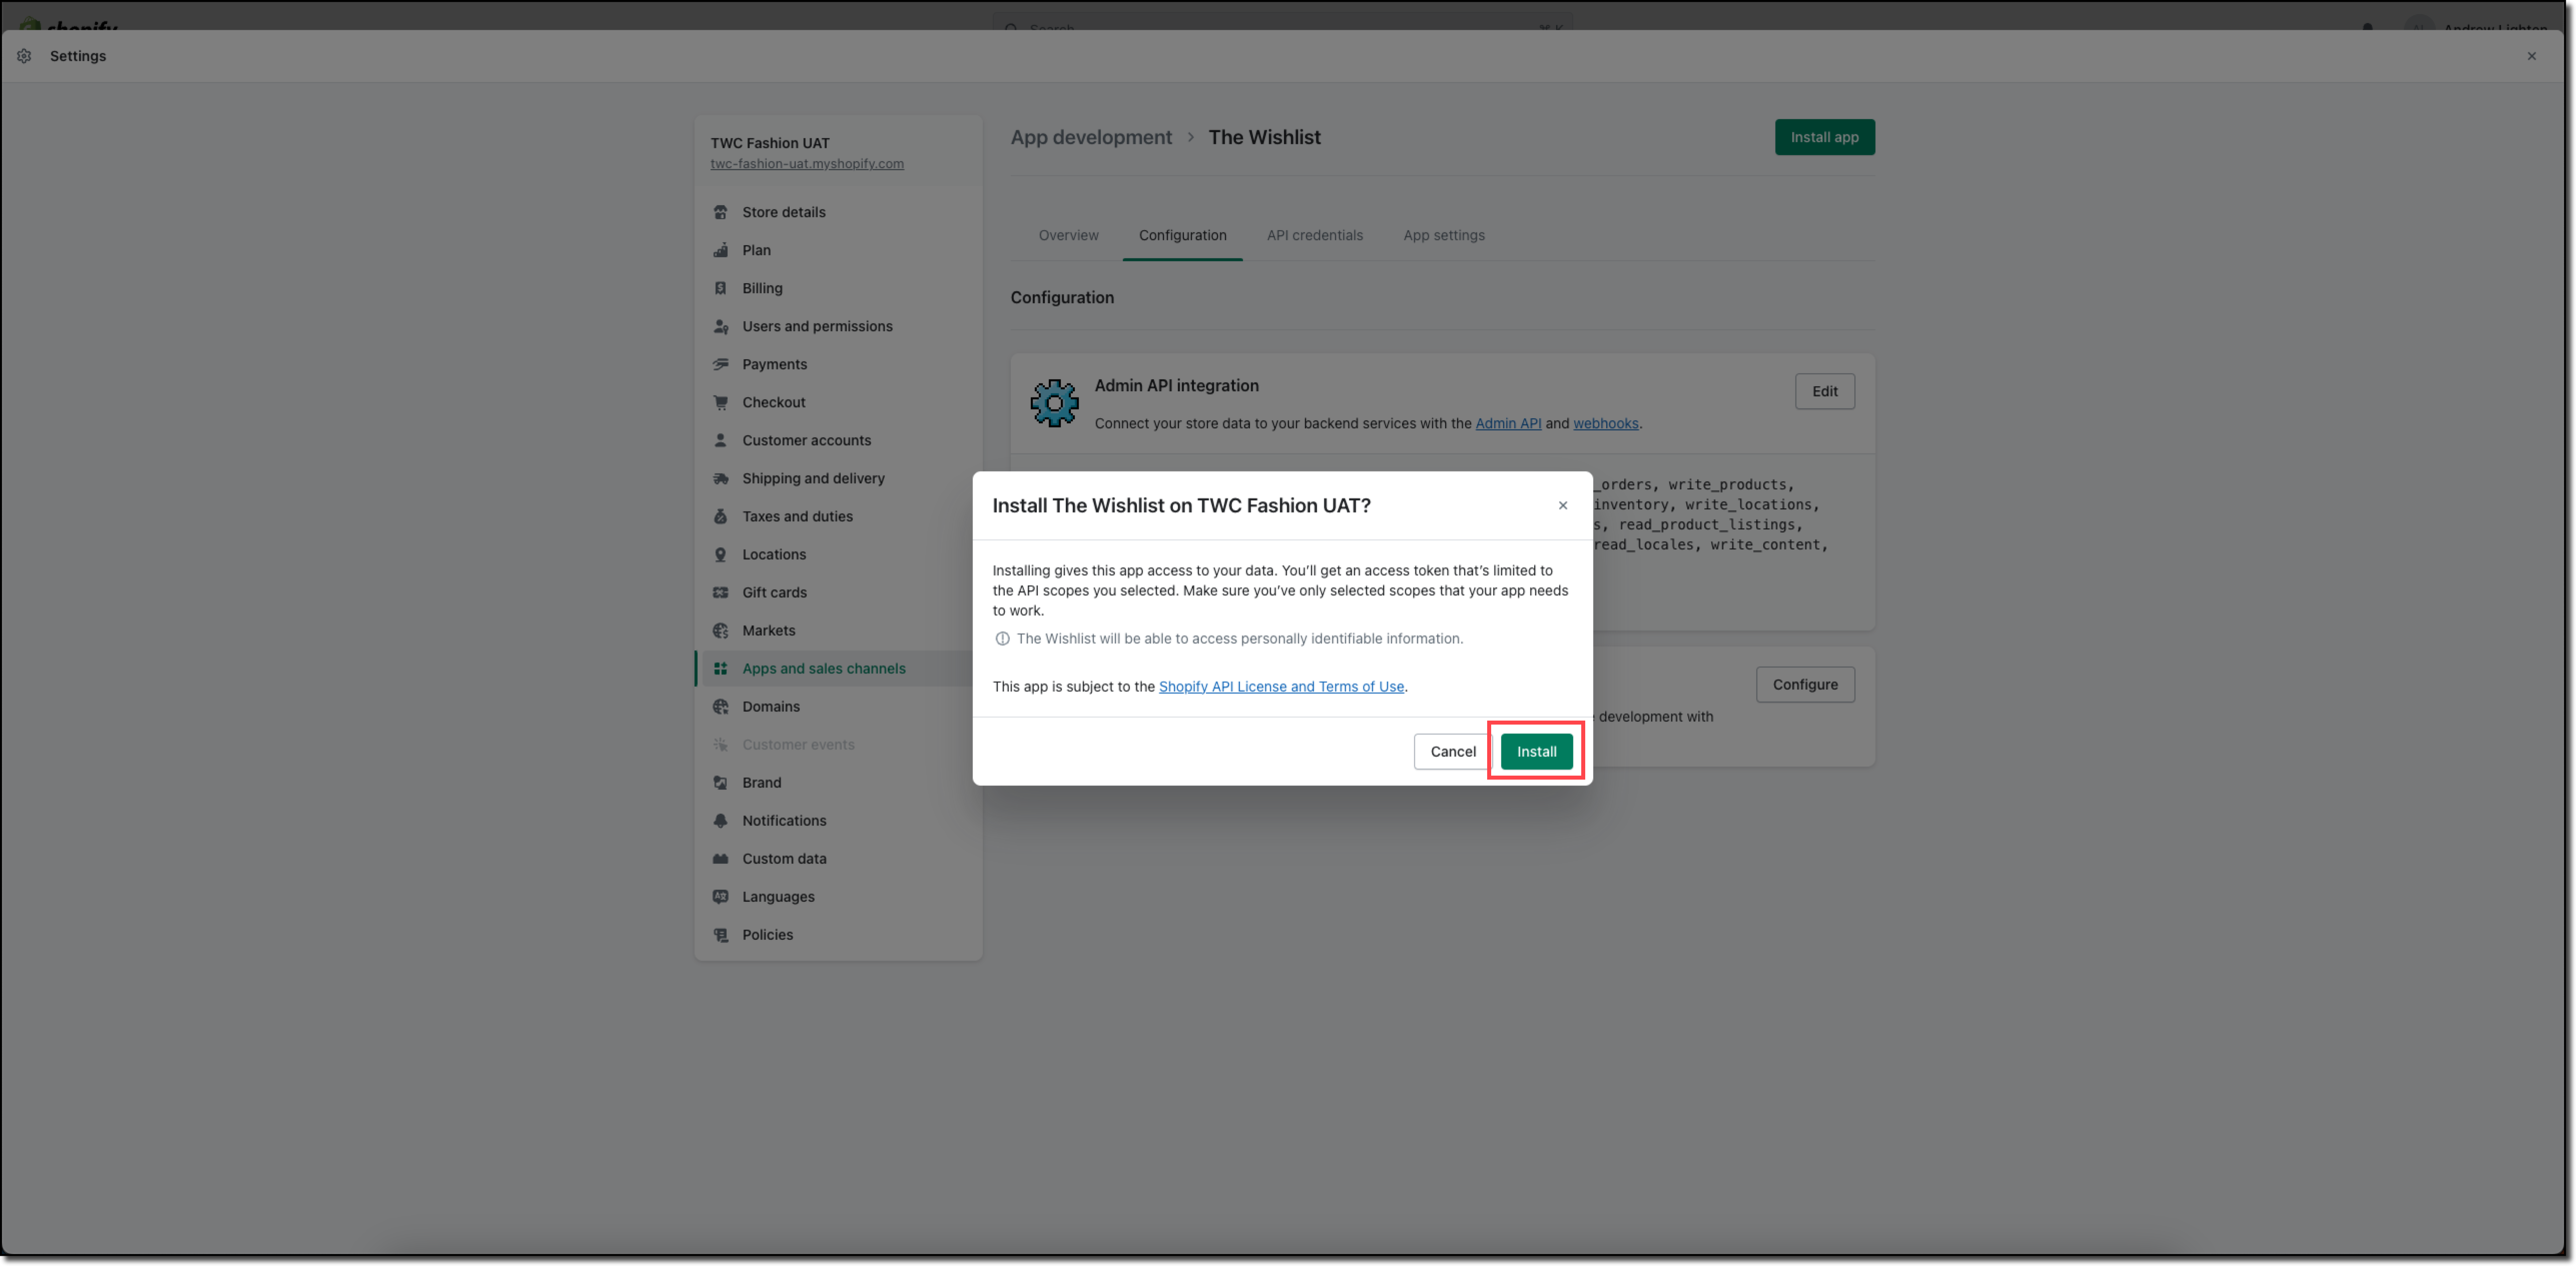 Settings
TWC Fashion UAT
twc-fashion-uat.myshopify.com
Store details
Plan
Billing
Users and permissions
Payments
Checkout
Customer accounts
Shipping and delivery
Taxes and duties
Locations
Gift cards
Markets
Apps and sales channels
Domains
Customer events
Brand
Notifications
Custom data
Languages
Policies
App development > The Wishlist
Install app
Overview Configuration API credentials App settings
Configuration
Admin API integration
Edit
Connect your store data to your backend services with the Admin API and webhooks.
_orders, write_products,
inventory, write_locations,
s, read_product_listings,
read_locales, write_content,
Configure
development with
Install The Wishlist on TWC Fashion UAT?
Installing gives this app access to your data. You’ll get an access token that’s limited to
the API scopes you selected. Make sure you’ve only selected scopes that your app needs
to work.
The Wishlist will be able to access personally identifiable information.
This app is subject to the Shopify API License and Terms of Use.
Cancel Install